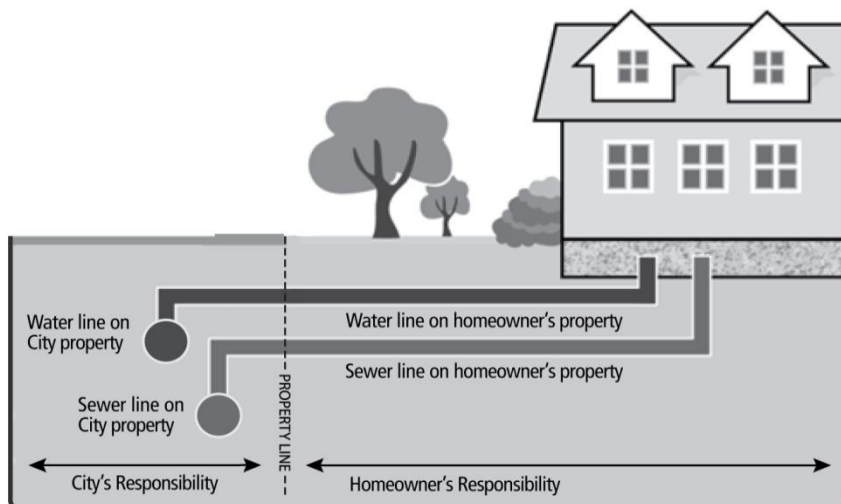 Water line on
City property
Water line on homeowner's property
Sewer line on homeowner's property
Sewer line on
City property
PROPERTY LINE
City's Responsibility
Homeowner's Responsibility